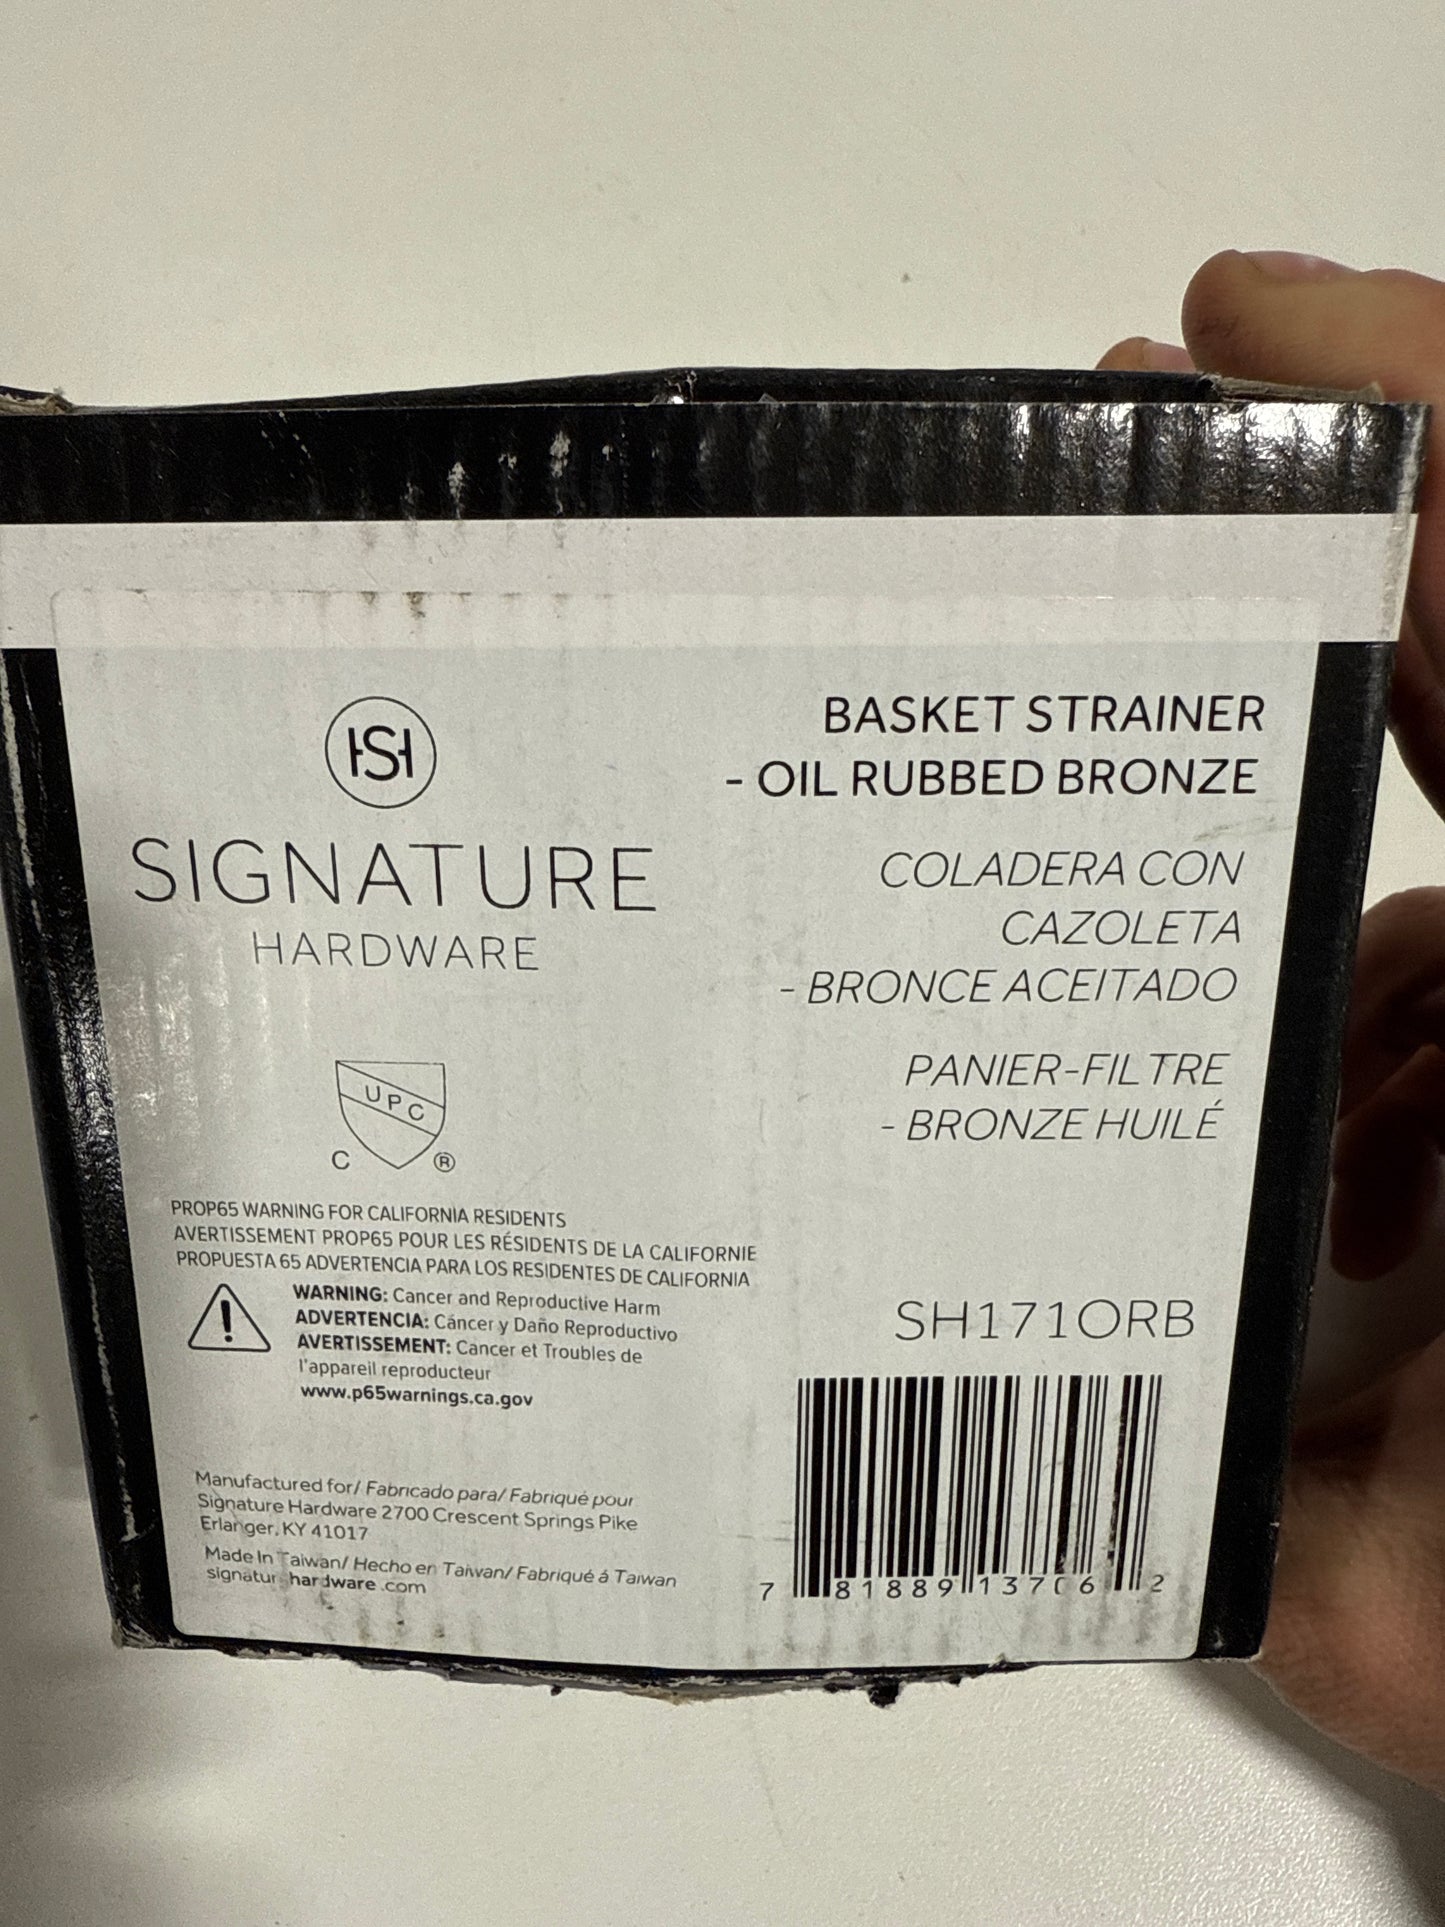 HS
SIGNATURE
HARDWARE
BASKET STRAINER
- OIL RUBBED BRONZE
COLADERA CON
CAZOLETA
- BRONCE ACEITADO
PANIER-FILTRE
- BRONZE HUILÉ
UPC
C ®
PROP65 WARNING FOR CALIFORNIA RESIDENTS
AVERTISSEMENT PROP65 POUR LES RÉSIDENTS DE LA CALIFORNIE
PROPUESTA 65 ADVERTENCIA PARA LOS RESIDENTES DE CALIFORNIA
WARNING: Cancer and Reproductive Harm
ADVERTENCIA: Cáncer y Daño Reproductivo
AVERTISSEMENT: Cancer et Troubles de
l'appareil reproducteur
www.p65warnings.ca.gov
Manufactured for/ Fabricado para/ Fabriqué pour
Signature Hardware 2700 Crescent Springs Pike
Erlanger, KY 41017
Made In Taiwan/ Hecho en Taiwan/ Fabriqué á Taiwan
signaturehardware.com
SH171ORB
7 81889 13706 2